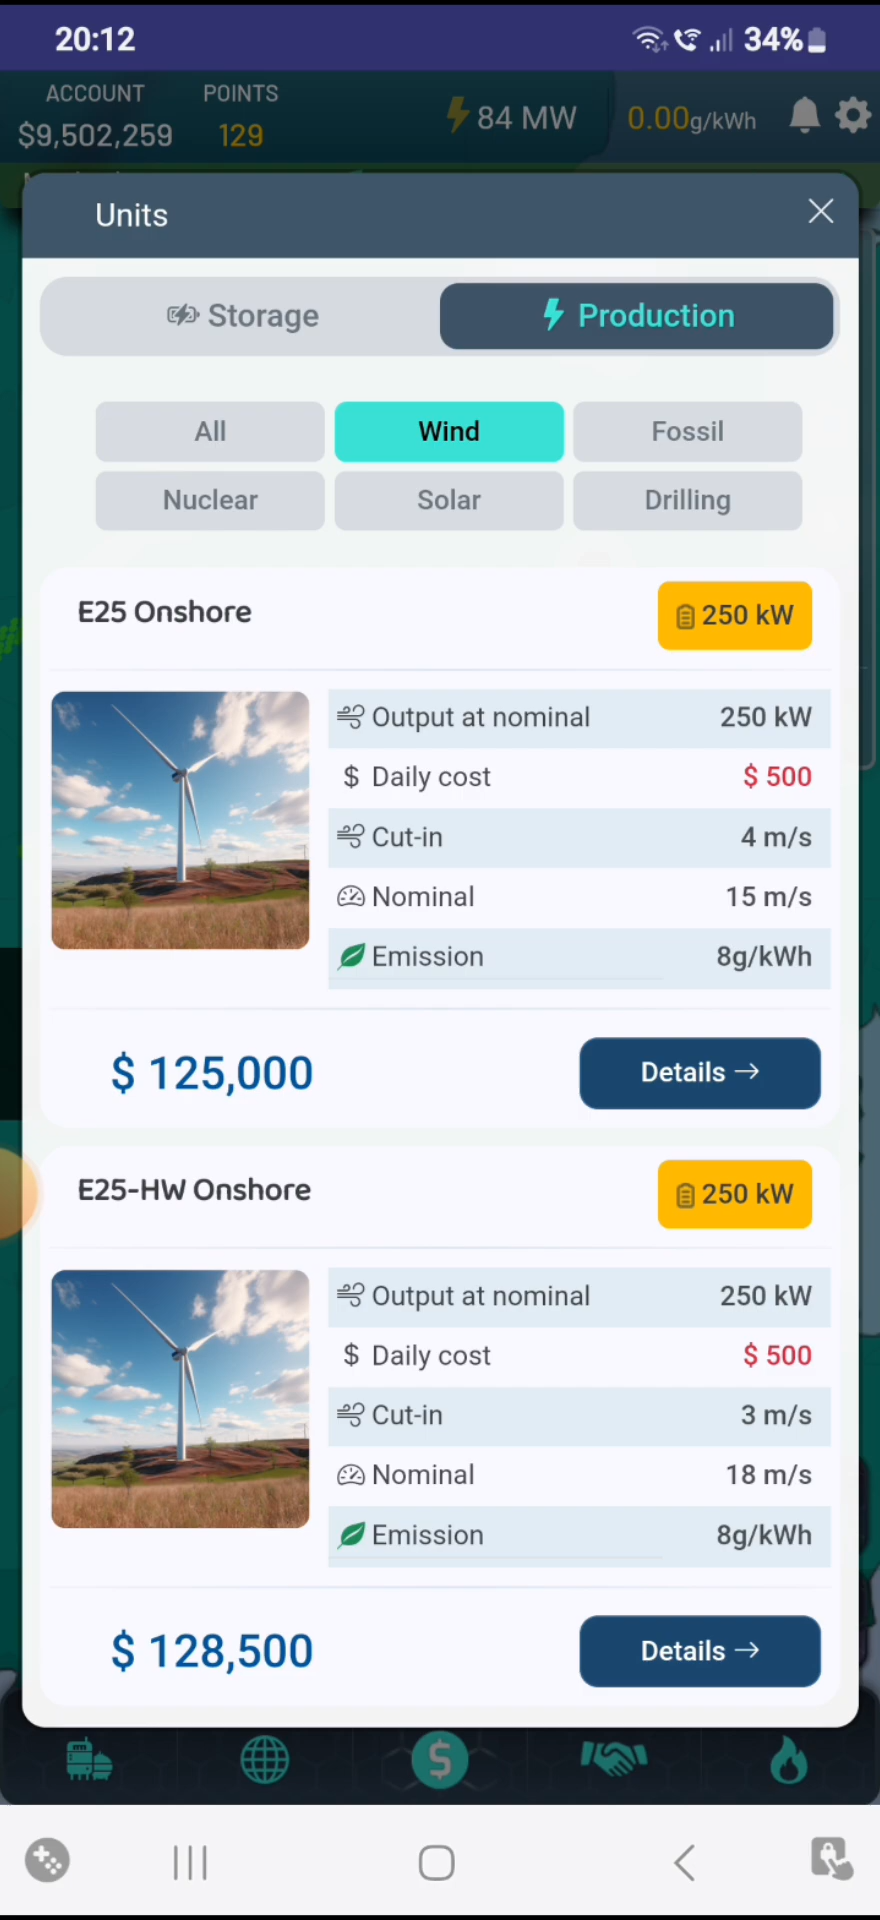 20:12
34%
ACCOUNT POINTS
$9,502,259 129 84 MW 0.00g/kWh
Units
Storage Production
All Wind Fossil
Nuclear Solar Drilling
E25 Onshore 250 kW
Output at nominal 250 kW
$ Daily cost $ 500
Cut-in 4 m/s
Nominal 15 m/s
Emission 8g/kWh
$ 125,000 Details →
E25-HW Onshore 250 kW
Output at nominal 250 kW
$ Daily cost $ 500
Cut-in 3 m/s
Nominal 18 m/s
Emission 8g/kWh
$ 128,500 Details →
$